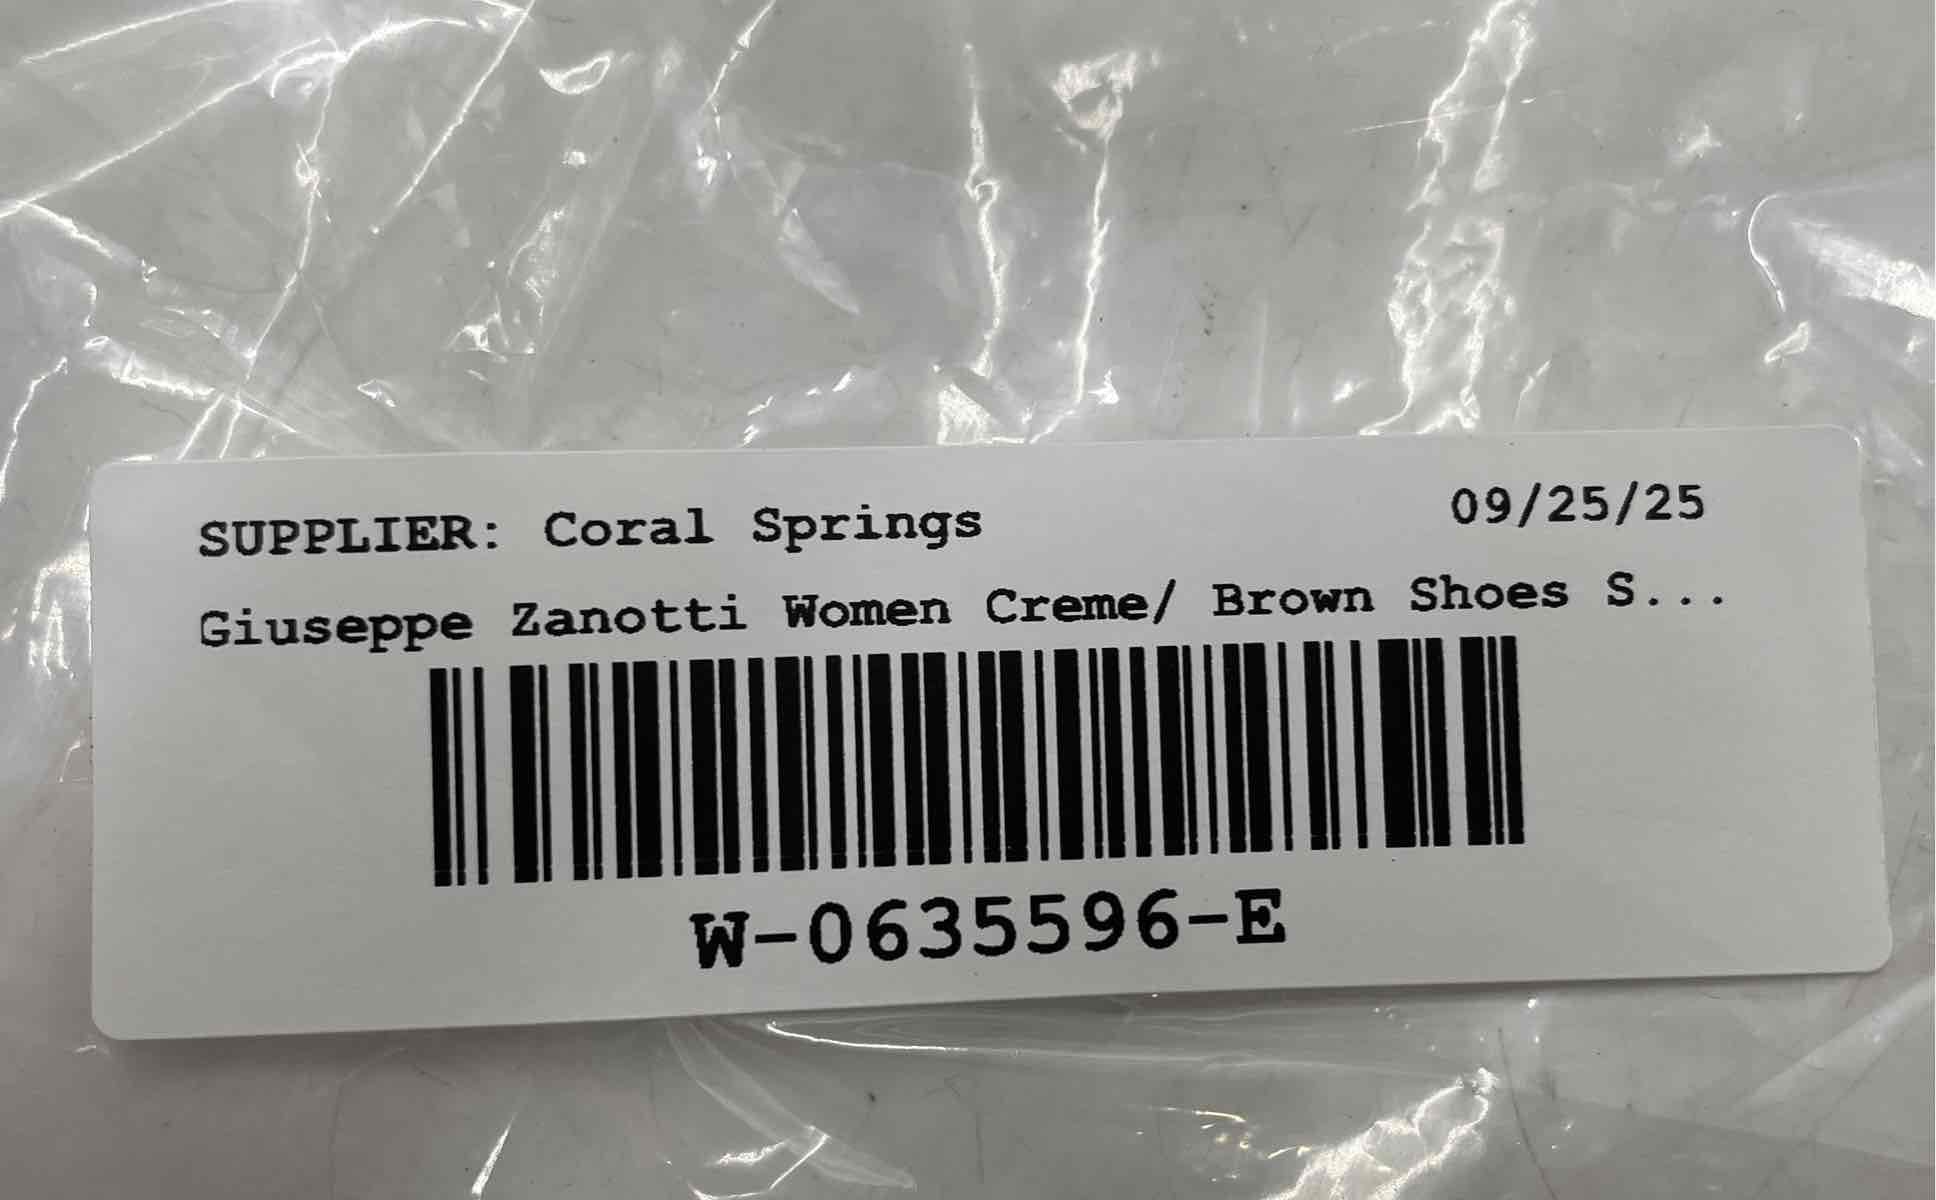 SUPPLIER: Coral Springs 09/25/25
Giuseppe Zanotti Women Creme/ Brown Shoes S...
W-0635596-E